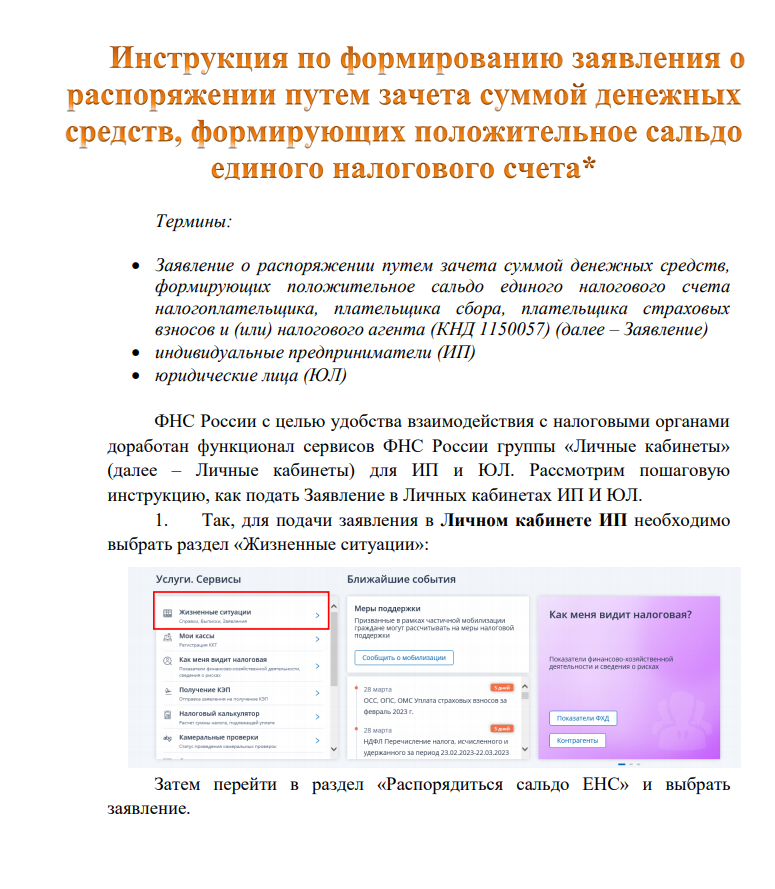 Инструкция по формированию заявления о
распоряжении путем зачета суммой денежных
средств, формирующих положительное сальдо
единого налогового счета*
Термины:
• Заявление о распоряжении путем зачета суммой денежных средств,
формирующих положительное сальдо единого налогового счета
налогоплательщика, плательщика сбора, плательщика страховых
взносов и (или) налогового агента (КНД 1150057) (далее – Заявление)
• индивидуальные предприниматели (ИП)
• юридические лица (ЮЛ)
ФНС России с целью удобства взаимодействия с налоговыми органами
доработан функционал сервисов ФНС России группы «Личные кабинеты»
(далее – Личные кабинеты) для ИП и ЮЛ. Рассмотрим пошаговую
инструкцию, как подать Заявление в Личных кабинетах ИП И ЮЛ.
1. Так, для подачи заявления в Личном кабинете ИП необходимо
выбрать раздел «Жизненные ситуации»:
Услуги. Сервисы
Жизненные ситуации
Справки, Выписки, Заявления
Мои кассы
Регистрация ККТ
Как меня видит налоговая
Показатели финансово-хозяйственной деятельности,
сведения о рисках
Получение КЭП
Отправка заявления на получение КЭП
Налоговый калькулятор
Расчет суммы налога, подлежащей уплате
Камеральные проверки
Статус проведения камеральных проверок
Ближайшие события
Меры поддержки
Призванные в рамках частичной мобилизации
граждане могут рассчитывать на меры налоговой
поддержки
Сообщить о мобилизации
28 марта
5 дней
ОСС, ОПС, ОМС Уплата страховых взносов за
февраль 2023 г.
28 марта
5 дней
НДФЛ Перечисление налога, исчисленного и
удержанного за период 23.02.2023-22.03.2023
Как меня видит налоговая?
Показатели финансово-хозяйственной
деятельности и сведения о рисках
Показатели ФХД
Контрагенты
Затем перейти в раздел «Распорядиться сальдо ЕНС» и выбрать
заявление.